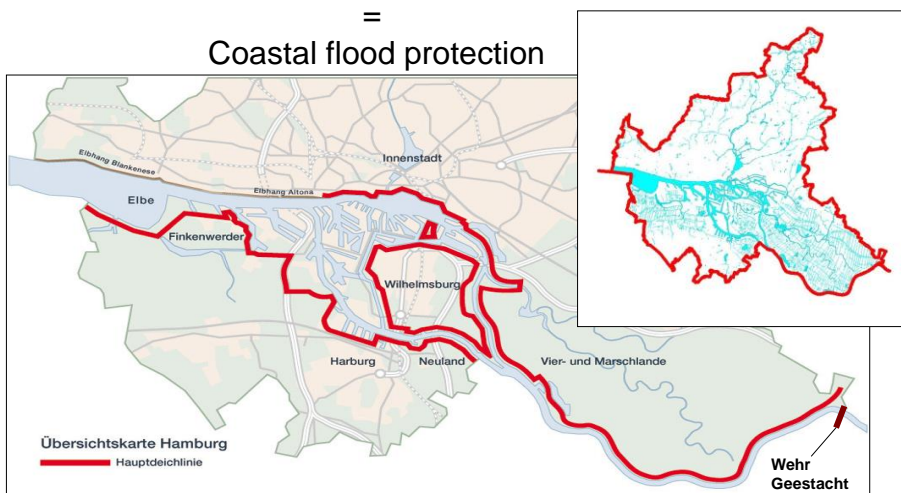 =
Coastal flood protection
Innenstadt
Elbhang Blankenese
Elbhang Altona
Elbe
Finkenwerder
Wilhelmsburg
Harburg
Neuland
Vier- und Marschlande
Übersichtskarte Hamburg
Hauptdeichlinie
Wehr
Geestacht